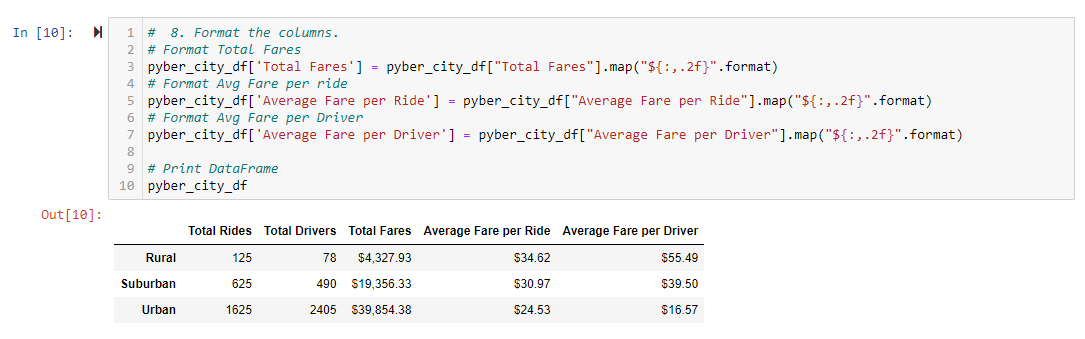 In [10]:
1 #  8. Format the columns.
2 # Format Total Fares
3 pyber_city_df['Total Fares'] = pyber_city_df["Total Fares"].map("${:,.2f}".format)
4 # Format Avg Fare per ride
5 pyber_city_df['Average Fare per Ride'] = pyber_city_df["Average Fare per Ride"].map("${:,.2f}".format)
6 # Format Avg Fare per Driver
7 pyber_city_df['Average Fare per Driver'] = pyber_city_df["Average Fare per Driver"].map("${:,.2f}".format)
8
9 # Print DataFrame
10 pyber_city_df
Out[10]:
Total Rides Total Drivers Total Fares Average Fare per Ride Average Fare per Driver
Rural 125 78 $4,327.93 $34.62 $55.49
Suburban 625 490 $19,356.33 $30.97 $39.50
Urban 1625 2405 $39,854.38 $24.53 $16.57